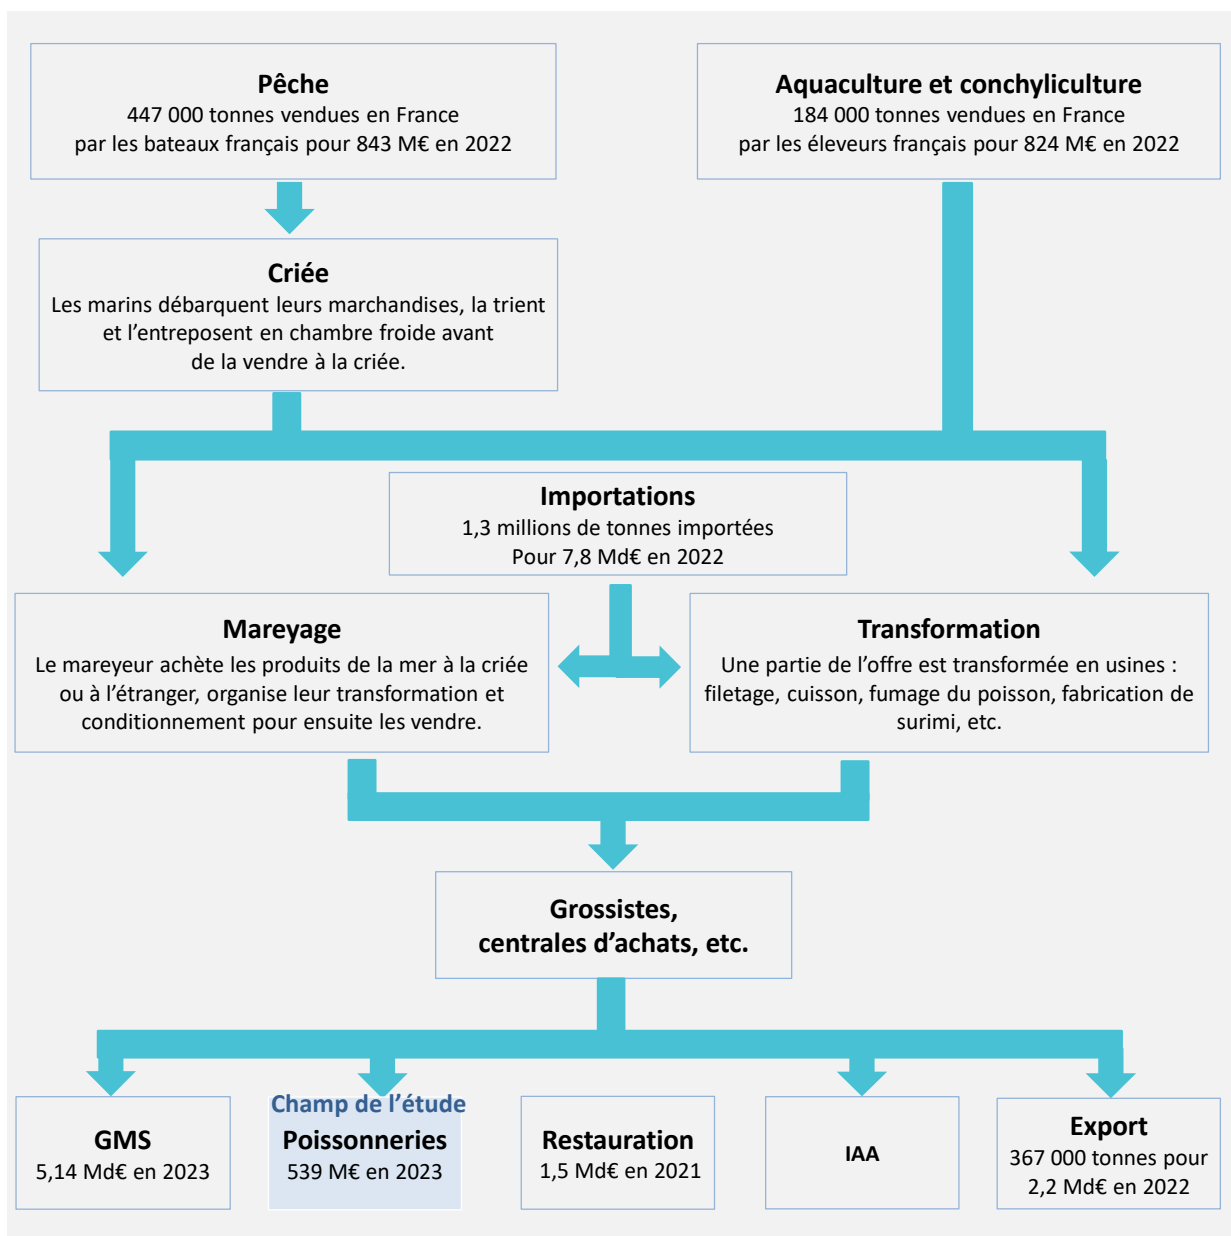 Pêche
447 000 tonnes vendues en France
par les bateaux français pour 843 M€ en 2022
Aquaculture et conchyliculture
184 000 tonnes vendues en France
par les éleveurs français pour 824 M€ en 2022
Criée
Les marins débarquent leurs marchandises, la trient
et l’entreposent en chambre froide avant
de la vendre à la criée.
Importations
1,3 millions de tonnes importées
Pour 7,8 Md€ en 2022
Mareyage
Le mareyeur achète les produits de la mer à la criée
ou à l’étranger, organise leur transformation et
conditionnement pour ensuite les vendre.
Transformation
Une partie de l’offre est transformée en usines :
filetage, cuisson, fumage du poisson, fabrication de
surimi, etc.
Grossistes,
centrales d’achats, etc.
GMS
5,14 Md€ en 2023
Champ de l’étude
Poissonneries
539 M€ en 2023
Restauration
1,5 Md€ en 2021
IAA
Export
367 000 tonnes pour
2,2 Md€ en 2022